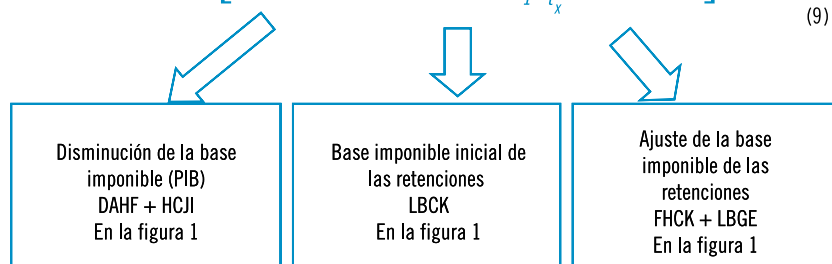 (9)
Disminución de la base
imponible (PIB)
DAHF + HCJI
En la figura 1
Base imponible inicial de
las retenciones
LBCK
En la figura 1
Ajuste de la base
imponible de las
retenciones
FHCK + LBGE
En la figura 1